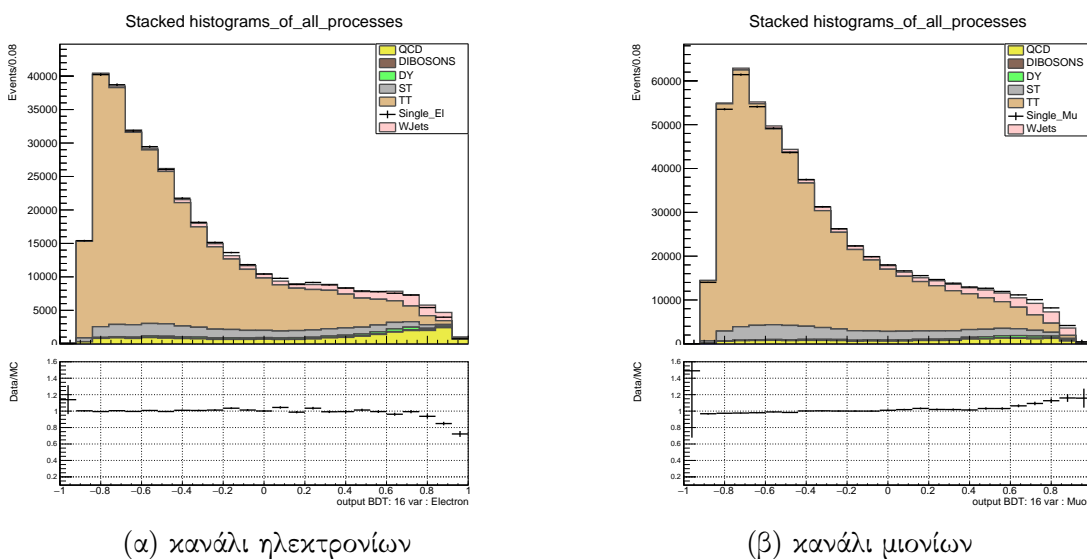 Stacked histograms_of_all_processes
Events/0.08
40000
35000
30000
25000
20000
15000
10000
5000
0
QCD
DIBOSONS
DY
ST
TT
Single_El
WJets
Data/MC
1.6
1.4
1.2
1
0.8
0.6
0.4
0.2
−1 −0.8 −0.6 −0.4 −0.2 0 0.2 0.4 0.6 0.8 1
output BDT: 16 var : Electron
(α) κανάλι ηλεκτρονίων
Stacked histograms_of_all_processes
Events/0.08
60000
50000
40000
30000
20000
10000
0
QCD
DIBOSONS
DY
ST
TT
Single_Mu
WJets
Data/MC
1.6
1.4
1.2
1
0.8
0.6
0.4
0.2
−1 −0.8 −0.6 −0.4 −0.2 0 0.2 0.4 0.6 0.8 1
output BDT: 16 var : Muo
(β) κανάλι μιονίων